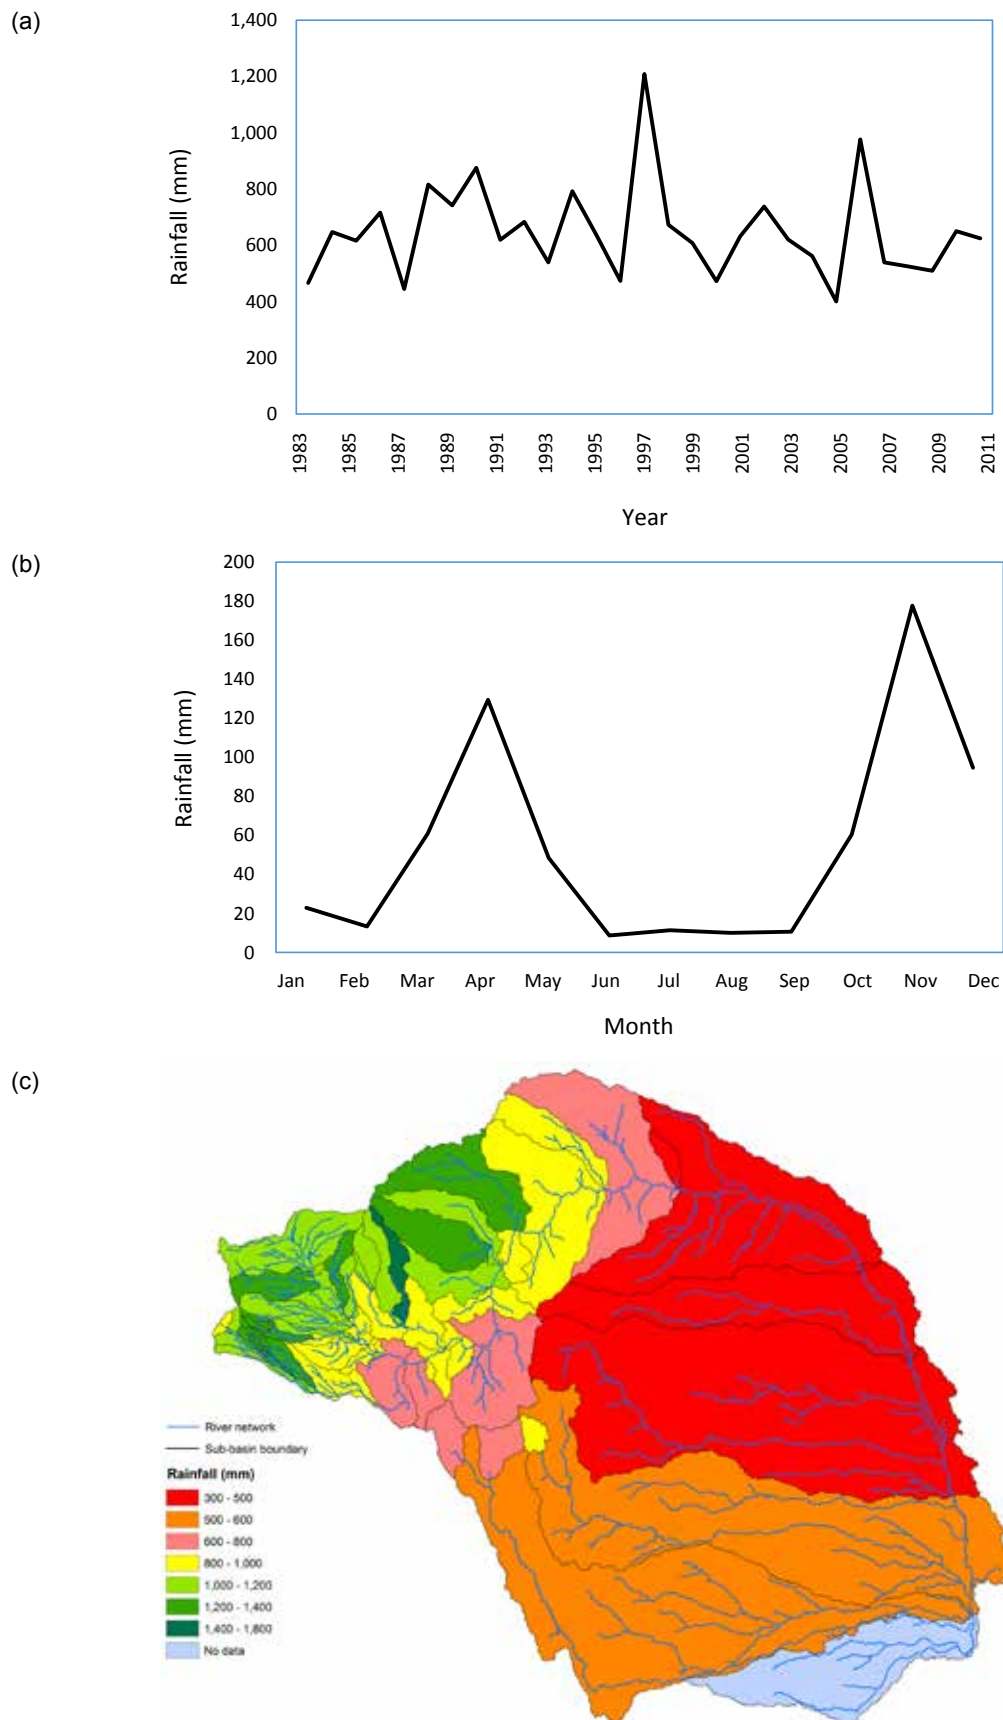 (a)
1,400
1,200
1,000
800
600
400
200
0
Rainfall (mm)
1983 1985 1987 1989 1991 1993 1995 1997 1999 2001 2003 2005 2007 2009 2011
Year
(b)
200
180
160
140
120
100
80
60
40
20
0
Rainfall (mm)
Jan Feb Mar Apr May Jun Jul Aug Sep Oct Nov Dec
Month
(c)
River network
Sub-basin boundary
Rainfall (mm)
300 - 500
500 - 600
600 - 800
800 - 1,000
1,000 - 1,200
1,200 - 1,400
1,400 - 1,800
No data